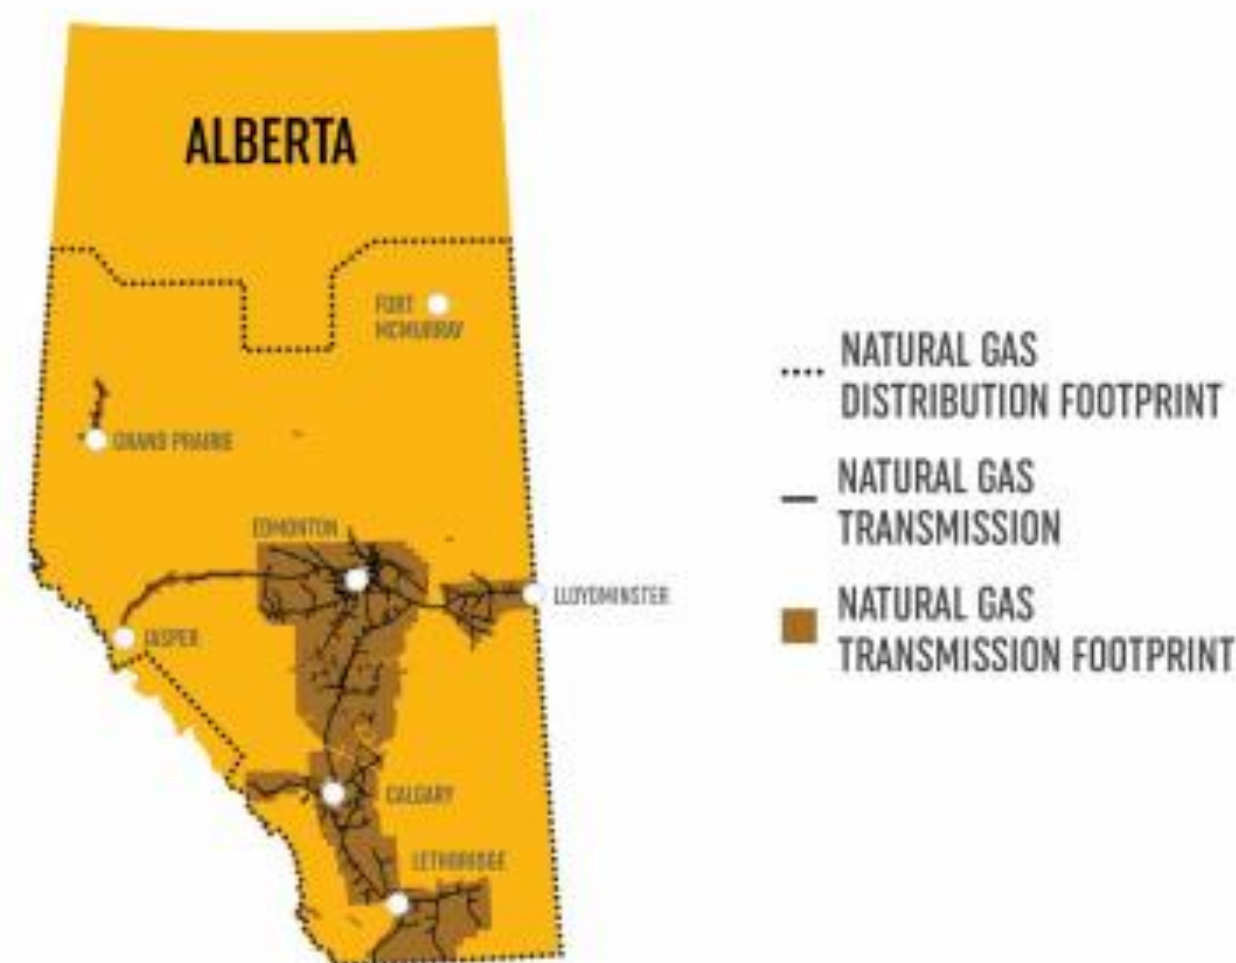 ALBERTA
FORT
MCMURRAY
GRAND PRAIRIE
EDMONTON
LLOYDMINSTER
JASPER
CALGARY
LETHBRIDGE
NATURAL GAS
DISTRIBUTION FOOTPRINT
NATURAL GAS
TRANSMISSION
NATURAL GAS
TRANSMISSION FOOTPRINT